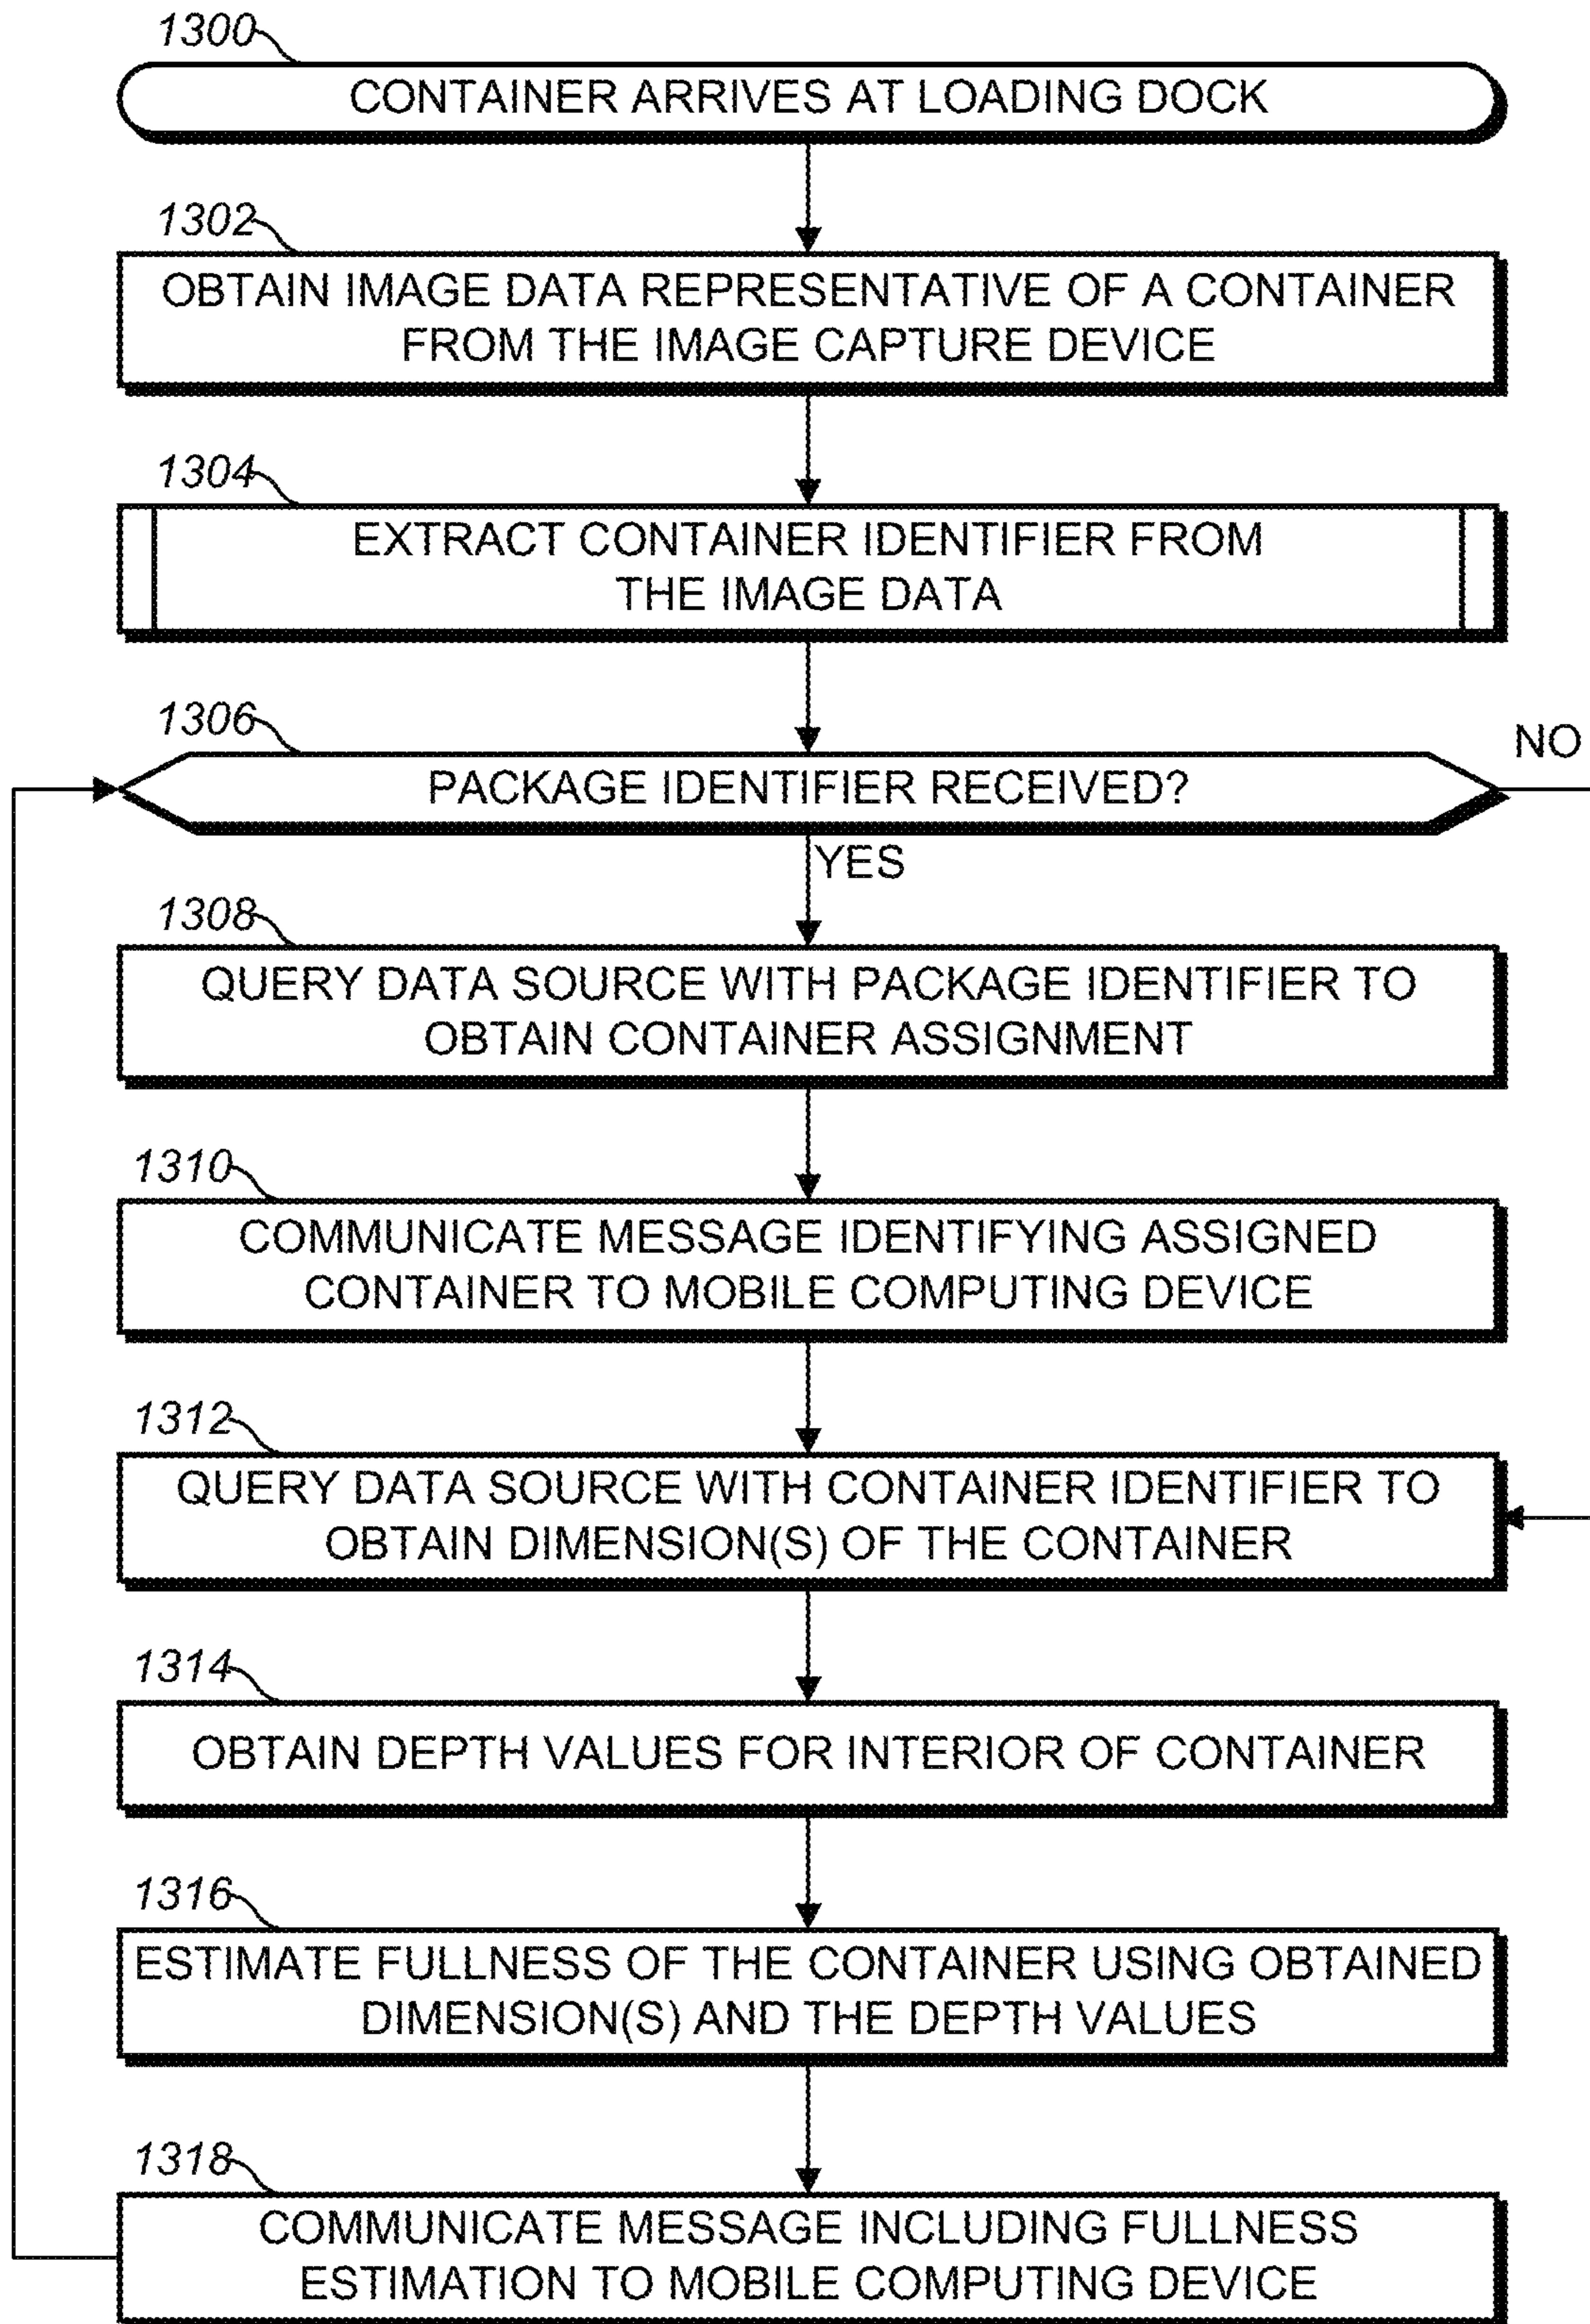 1300
CONTAINER ARRIVES AT LOADING DOCK
1302
OBTAIN IMAGE DATA REPRESENTATIVE OF A CONTAINER
FROM THE IMAGE CAPTURE DEVICE
1304
EXTRACT CONTAINER IDENTIFIER FROM
THE IMAGE DATA
1306
NO
PACKAGE IDENTIFIER RECEIVED?
YES
1308
QUERY DATA SOURCE WITH PACKAGE IDENTIFIER TO
OBTAIN CONTAINER ASSIGNMENT
1310
COMMUNICATE MESSAGE IDENTIFYING ASSIGNED
CONTAINER TO MOBILE COMPUTING DEVICE
1312
QUERY DATA SOURCE WITH CONTAINER IDENTIFIER TO
OBTAIN DIMENSION(S) OF THE CONTAINER
1314
OBTAIN DEPTH VALUES FOR INTERIOR OF CONTAINER
1316
ESTIMATE FULLNESS OF THE CONTAINER USING OBTAINED
DIMENSION(S) AND THE DEPTH VALUES
1318
COMMUNICATE MESSAGE INCLUDING FULLNESS
ESTIMATION TO MOBILE COMPUTING DEVICE